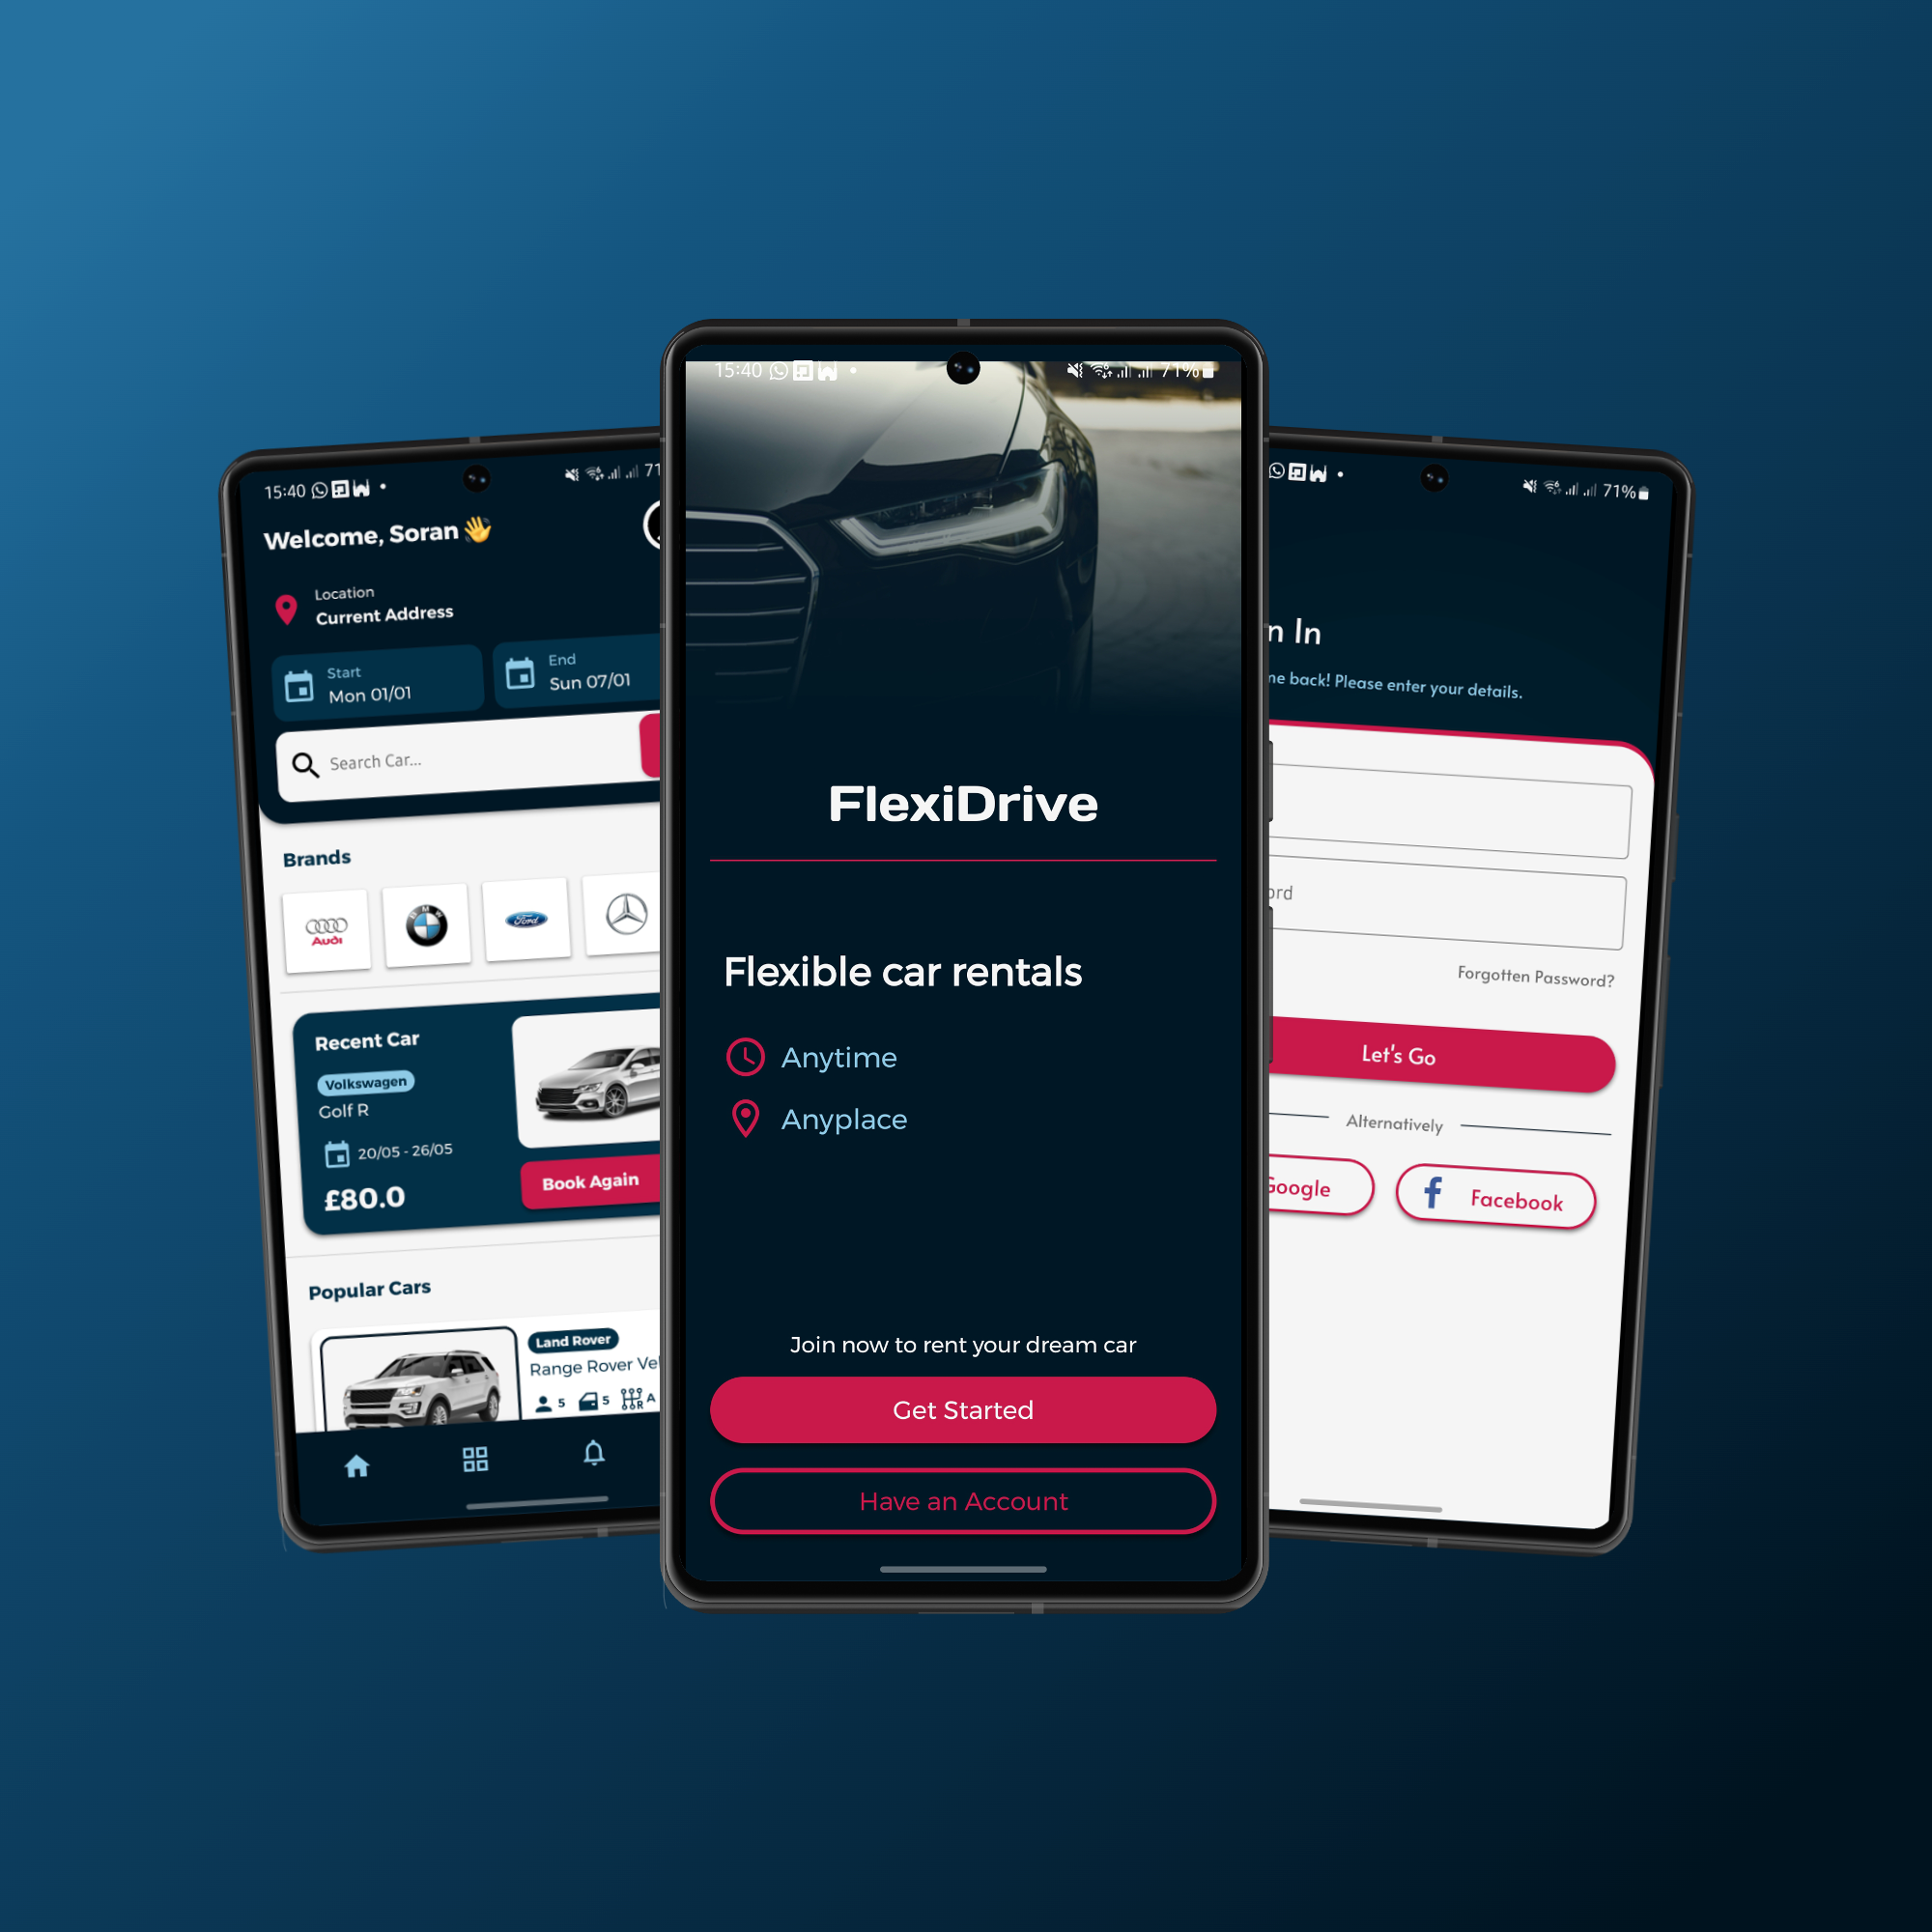 15:40
71
Welcome, Soran 👋
Location
Current Address
Start
Mon 01/01
End
Sun 07/01
Search Car...
Brands
Audi
BMW
Ford
Recent Car
Volkswagen
Golf R
20/05 - 26/05
£80.0
Book Again
Popular Cars
Land Rover
Range Rover Vel
5 5 R A
15:40
71%
FlexiDrive
Flexible car rentals
Anytime
Anyplace
Join now to rent your dream car
Get Started
Have an Account
71%
n In
me back! Please enter your details.
ord
Forgotten Password?
Let's Go
Alternatively
Google
f Facebook